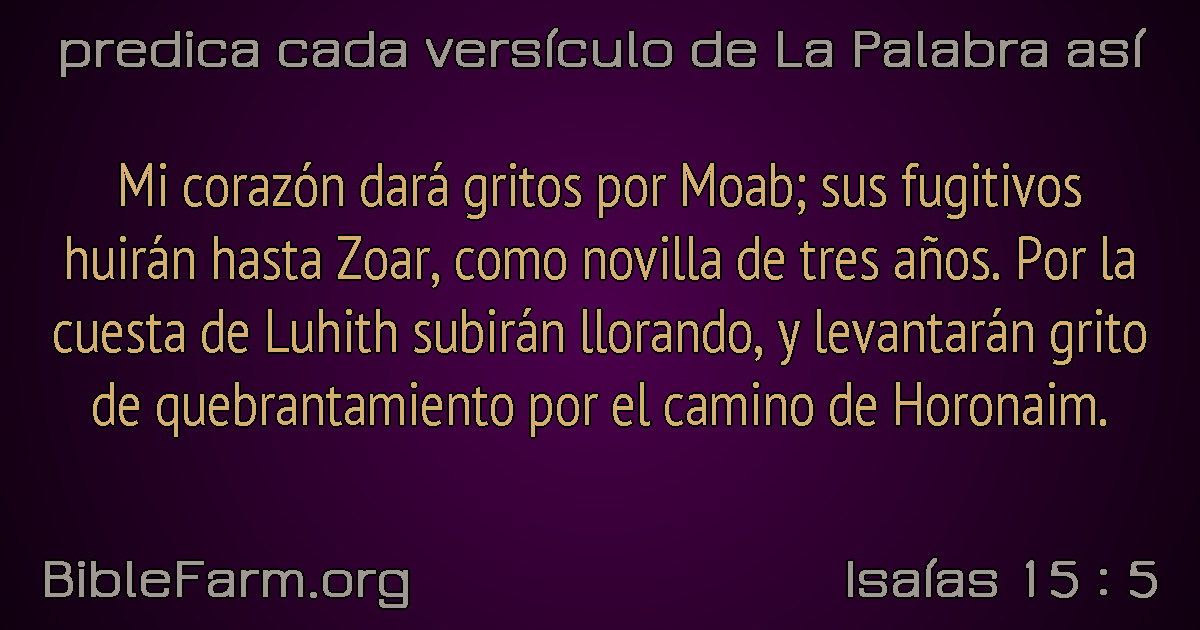 predica cada versículo de La Palabra así
Mi corazón dará gritos por Moab; sus fugitivos
huirán hasta Zoar, como novilla de tres años. Por la
cuesta de Luhith subirán llorando, y levantarán grito
de quebrantamiento por el camino de Horonaim.
BibleFarm.org
Isaías 15 : 5